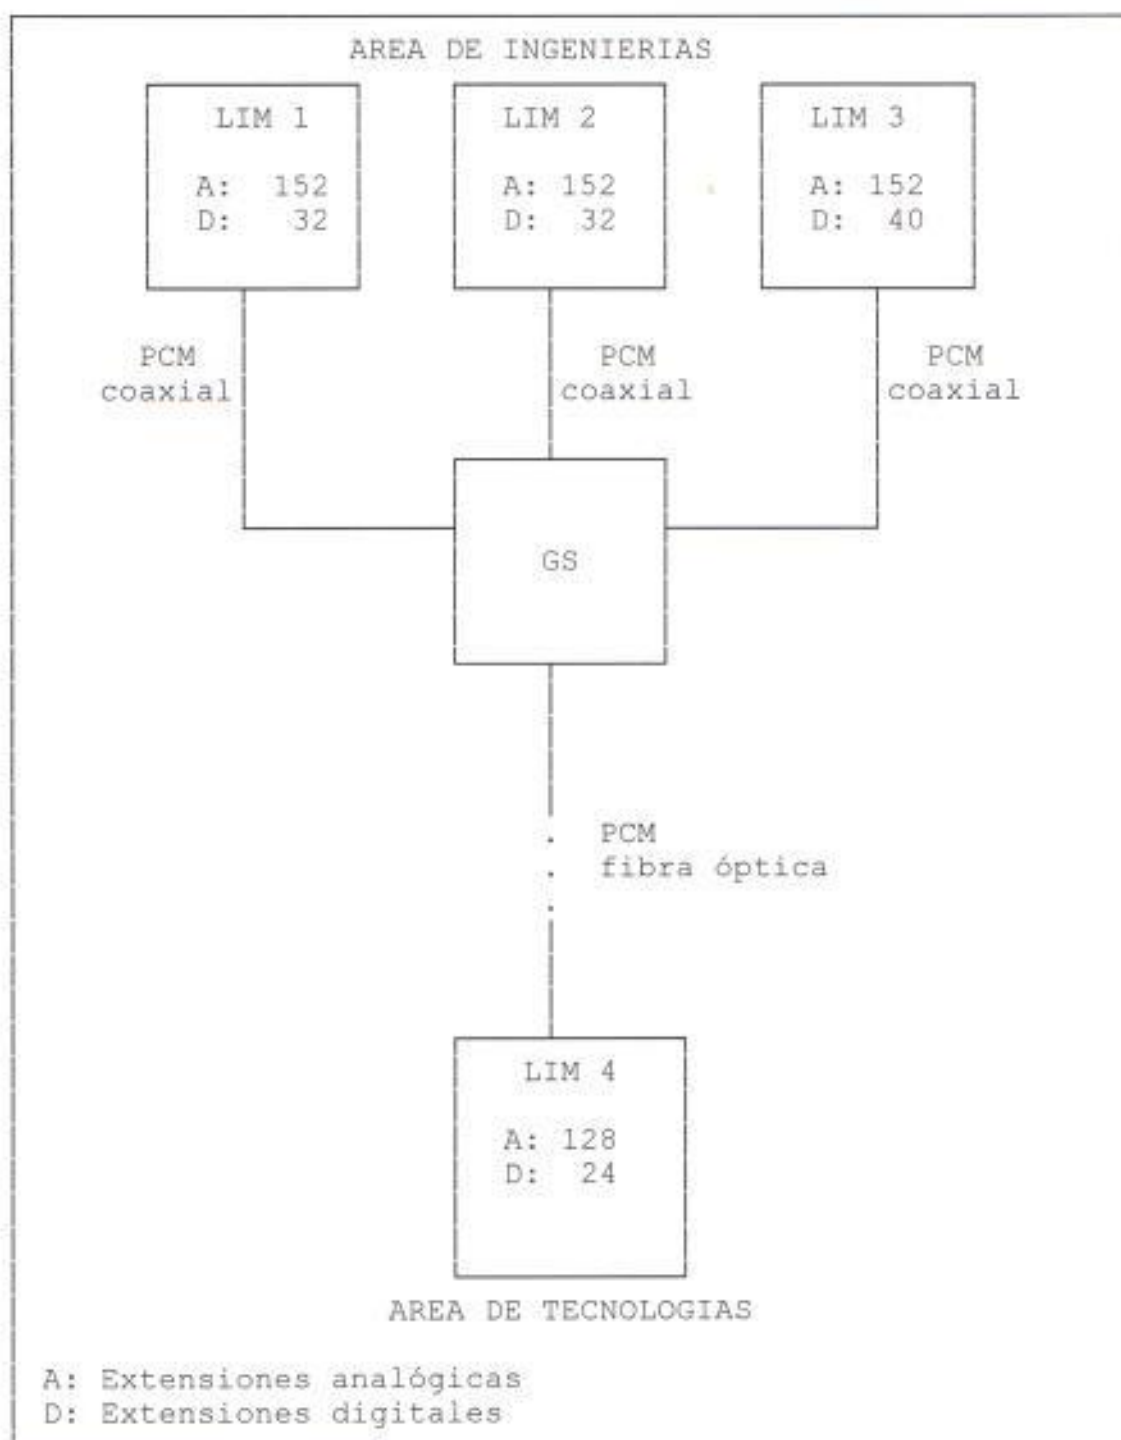 AREA DE INGENIERIAS
LIM 1
A: 152
D: 32
LIM 2
A: 152
D: 32
LIM 3
A: 152
D: 40
PCM
coaxial
PCM
coaxial
PCM
coaxial
GS
PCM
fibra óptica
LIM 4
A: 128
D: 24
AREA DE TECNOLOGIAS
A: Extensiones analógicas
D: Extensiones digitales